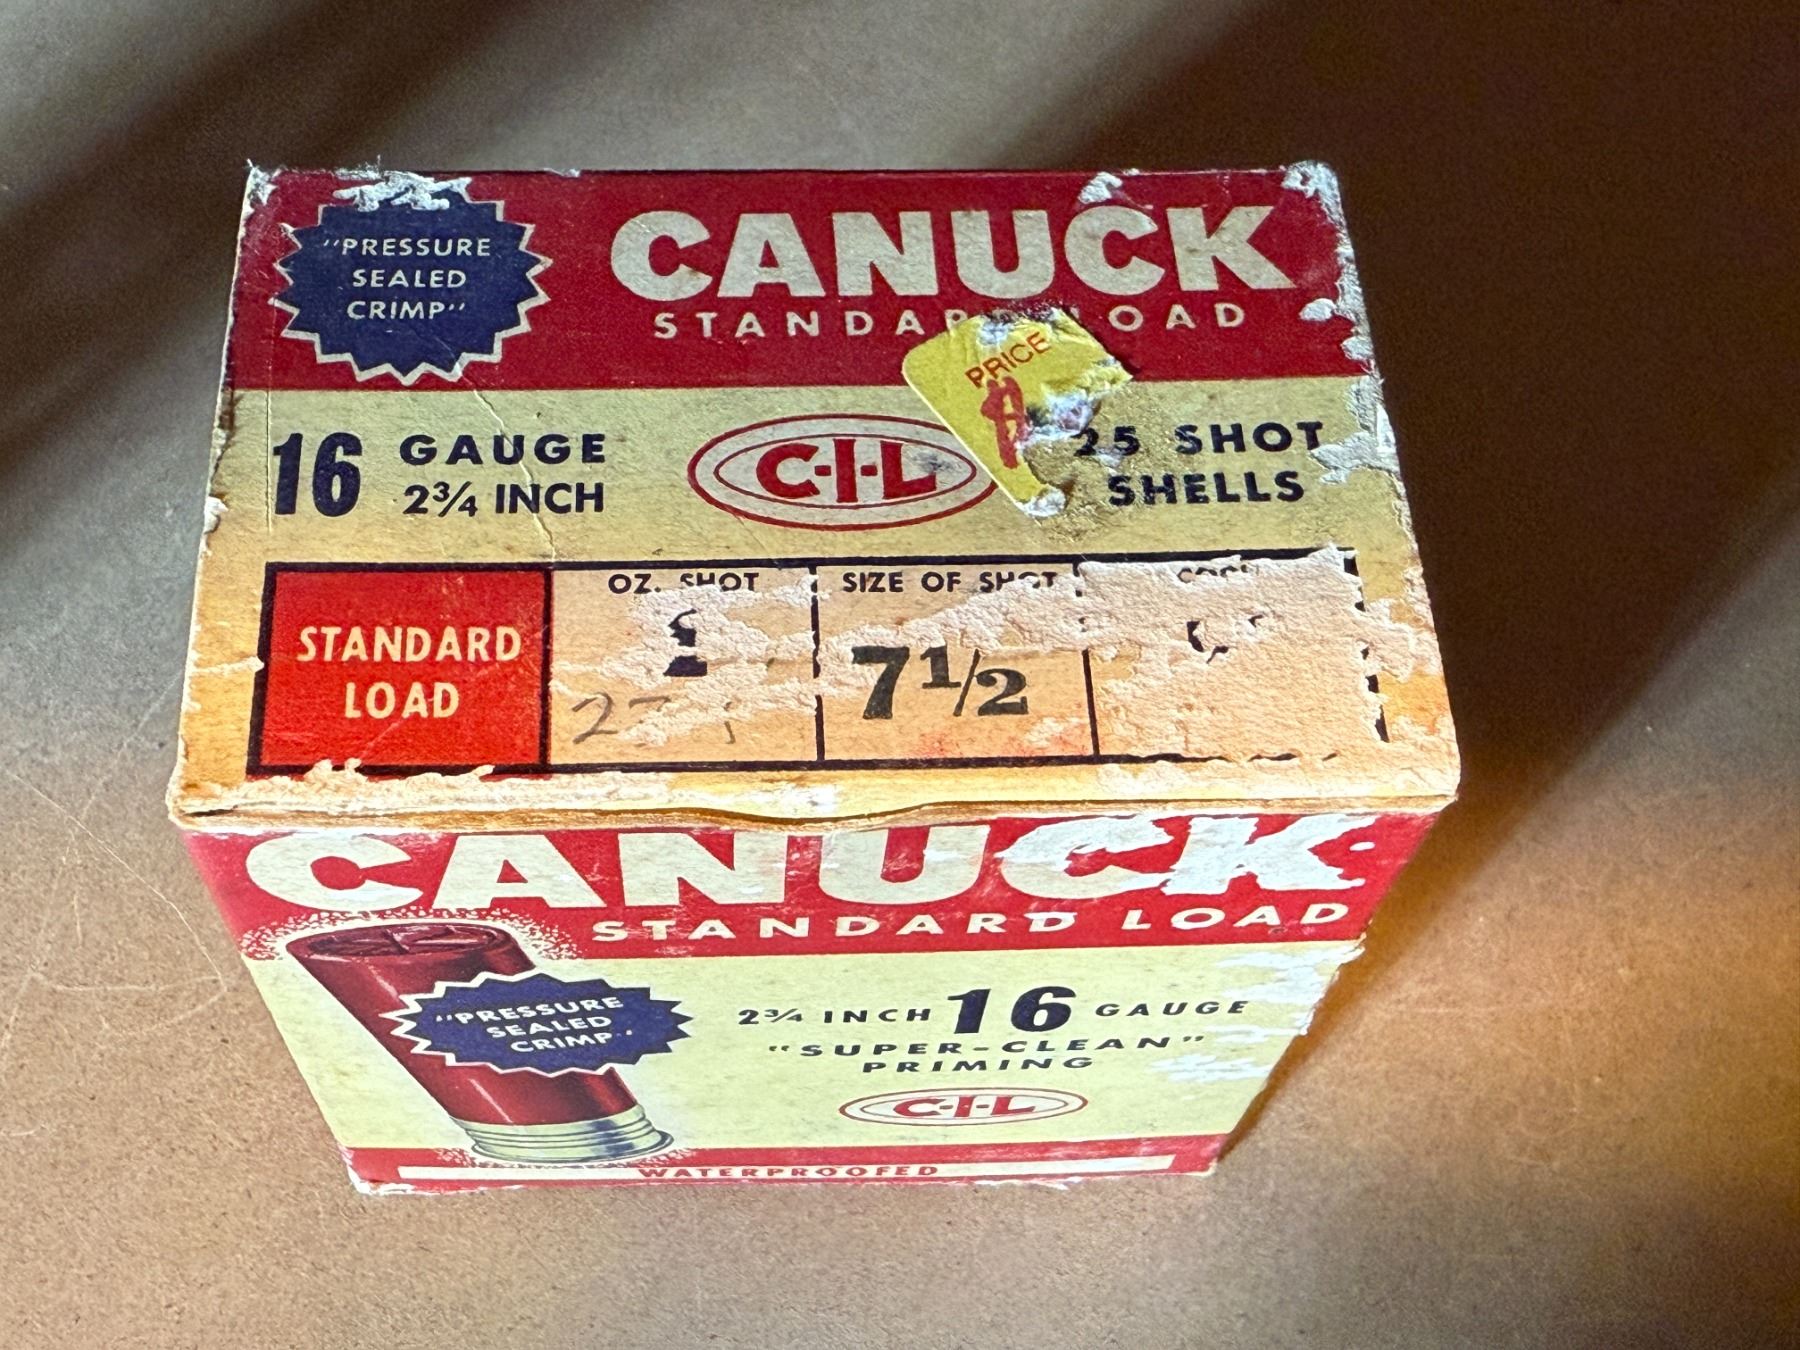 "PRESSURE
SEALED
CRIMP"
CANUCK
STANDARD LOAD
PRICE
16 GAUGE
2¾ INCH
C-I-L
25 SHOT
SHELLS
STANDARD
LOAD
OZ. SHOT
SIZE OF SHOT
7½
CANUCK
STANDARD LOAD
"PRESSURE
SEALED
CRIMP"
2¾ INCH 16 GAUGE
"SUPER-CLEAN"
PRIMING
C-I-L
WATERPROOFED